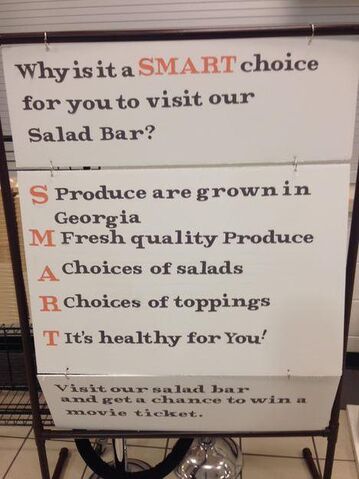 Why is it a SMART choice
for you to visit our
Salad Bar?
S Produce are grown in
Georgia
M Fresh quality Produce
A Choices of salads
R Choices of toppings
T It's healthy for You!
Visit our salad bar
and get a chance to win a
movie ticket.